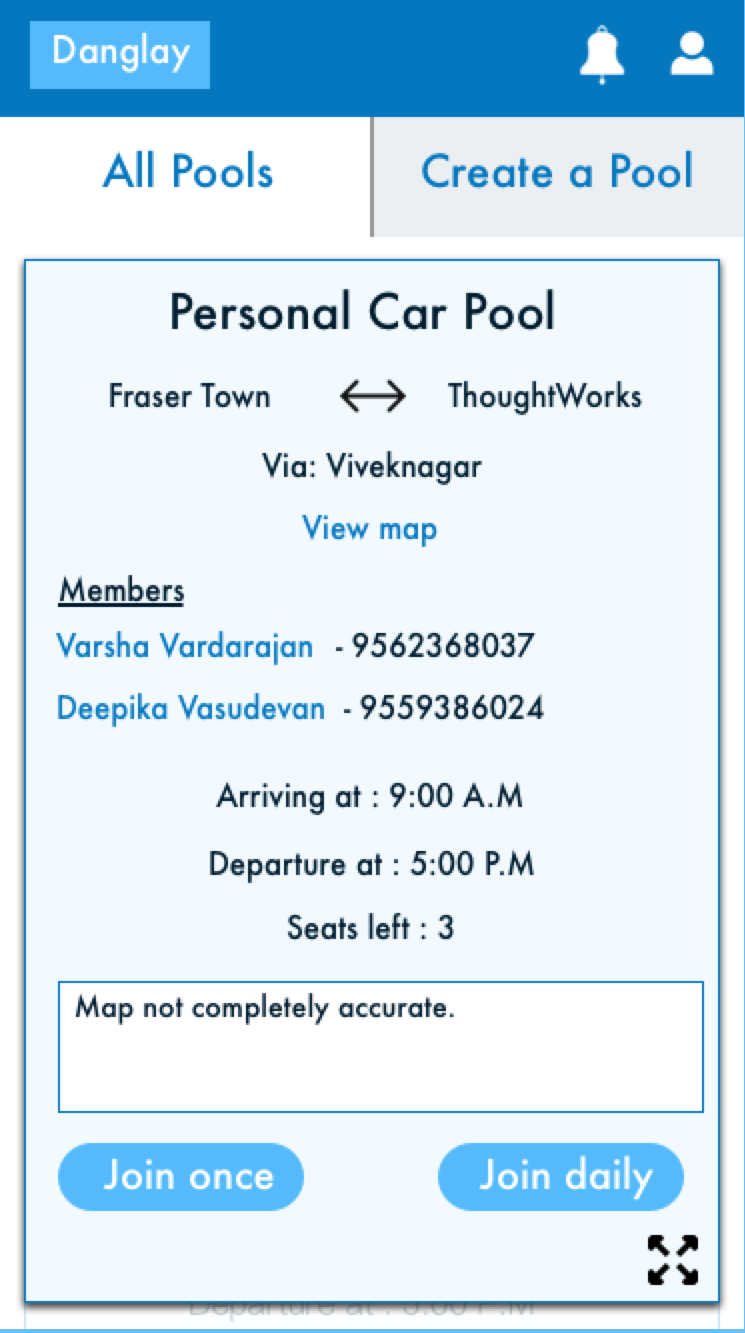 Danglay
All Pools
Create a Pool
Personal Car Pool
Fraser Town ↔ ThoughtWorks
Via: Viveknagar
View map
Members
Varsha Vardarajan - 9562368037
Deepika Vasudevan - 9559386024
Arriving at : 9:00 A.M
Departure at : 5:00 P.M
Seats left : 3
Map not completely accurate.
Join once
Join daily
Departure at : 5:00 P.M